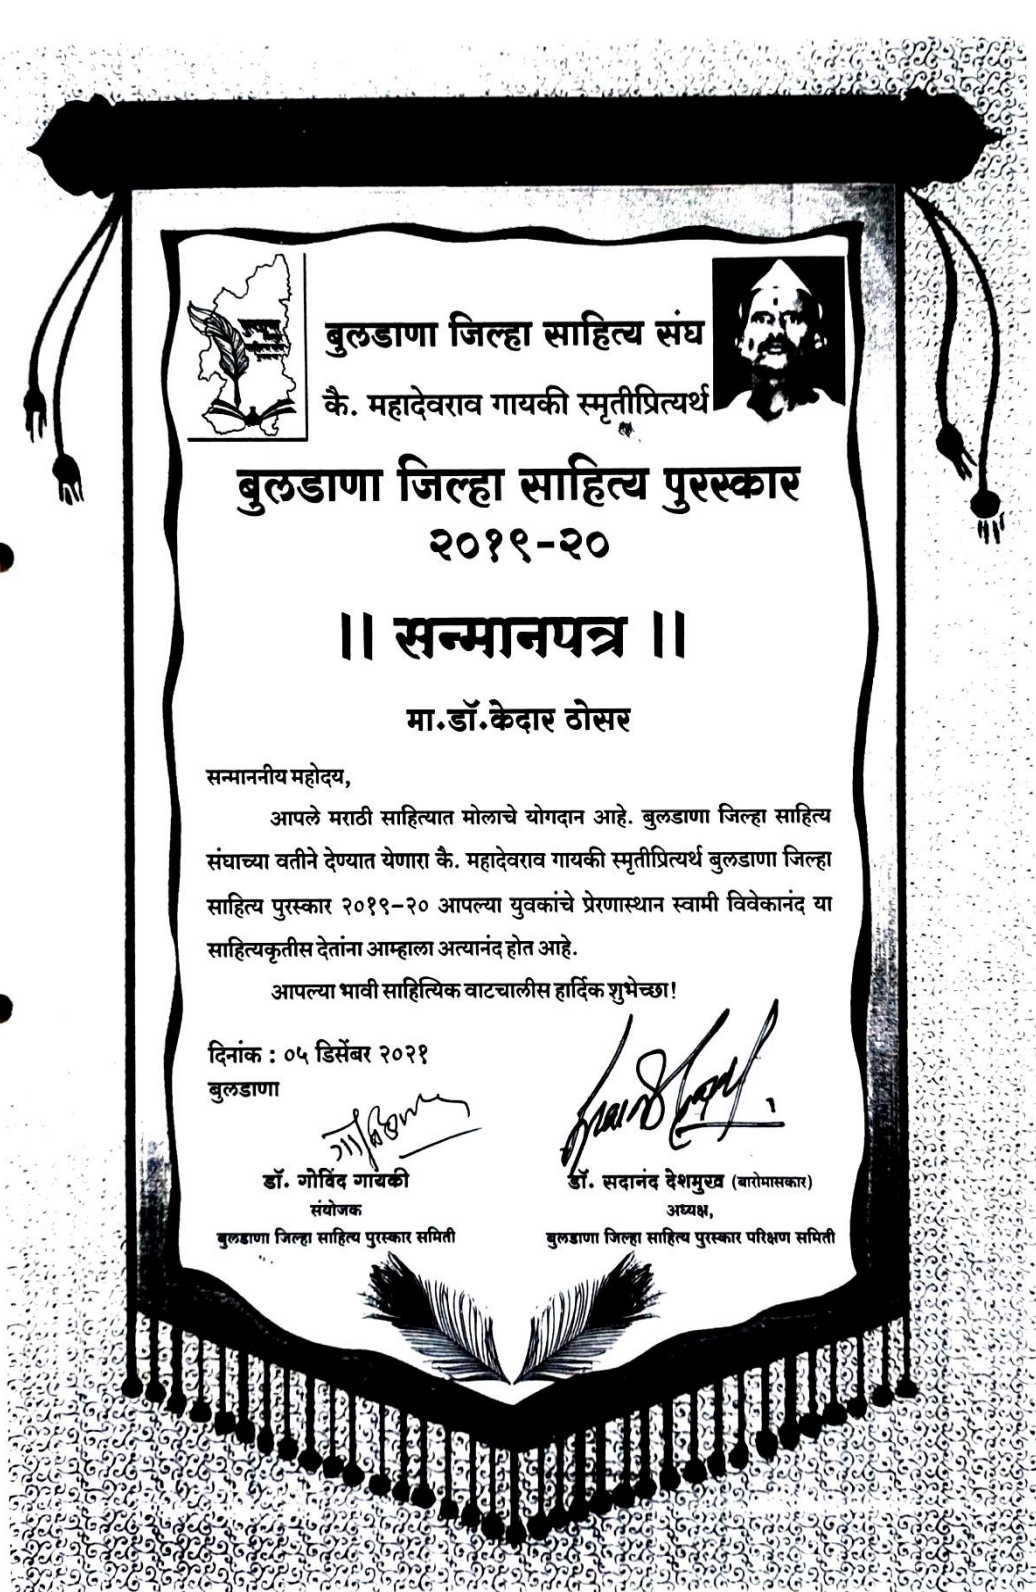 बुलडाणा जिल्हा साहित्य संघ
कै. महादेवराव गायकी स्मृतीप्रित्यर्थ
बुलडाणा जिल्हा साहित्य पुरस्कार
२०१९-२०
|| सन्मानपत्र ||
मा.डॉ.केदार ठोसर
सन्माननीय महोदय,
आपले मराठी साहित्यात मोलाचे योगदान आहे. बुलडाणा जिल्हा साहित्य
संघाच्या वतीने देण्यात येणारा कै. महादेवराव गायकी स्मृतीप्रित्यर्थ बुलडाणा जिल्हा
साहित्य पुरस्कार २०१९–२० आपल्या युवकांचे प्रेरणास्थान स्वामी विवेकानंद या
साहित्यकृतीस देतांना आम्हाला अत्यानंद होत आहे.
आपल्या भावी साहित्यिक वाटचालीस हार्दिक शुभेच्छा!
दिनांक : ०५ डिसेंबर २०२१
बुलडाणा
डॉ. गोविंद गायकी
संयोजक
बुलडाणा जिल्हा साहित्य पुरस्कार समिती
डॉ. सदानंद देशमुख (बारोमासकार)
अध्यक्ष,
बुलडाणा जिल्हा साहित्य पुरस्कार परिक्षण समिती